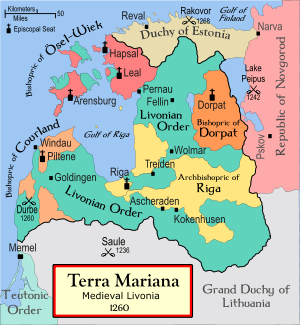 Kilometers
Miles 50
Episcopal Seat
Rakovor
1268
Gulf of
Finland
Reval
Duchy of Estonia
Narva
Bishopric of Ösel-Wiek
Hapsal
Leal
Lake
Peipus
1242
Republic of Novgorod
Arensburg
Pernau
Fellin
Dorpat
Livonian
Order
Bishopric of
Dorpat
Pskov
Bishopric of Courland
Gulf of Riga
Windau
Piltene
Wolmar
Treiden
Goldingen
Riga
Archbishopric of
Riga
Livonian Order
Ascheraden
Kokenhusen
Durbe
1260
Saule
1236
Memel
Teutonic
Order
Terra Mariana
Medieval Livonia
1260
Grand Duchy of
Lithuania